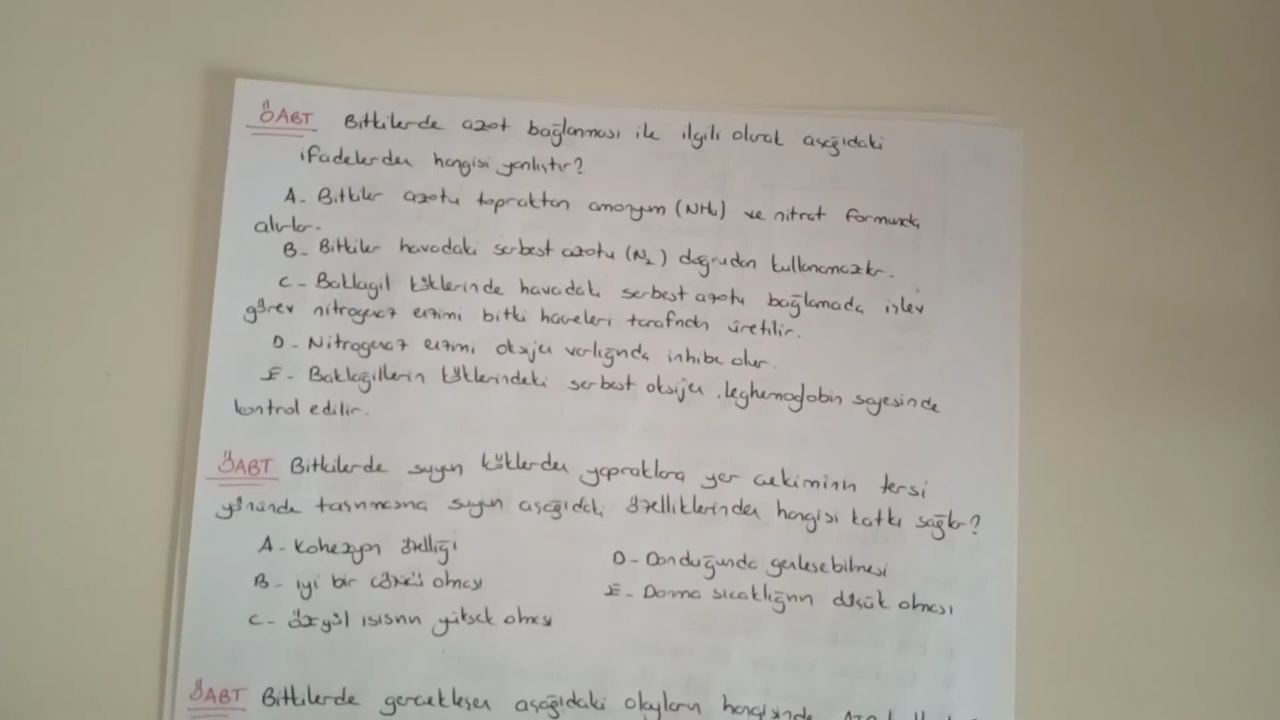 ÖABT Bitkilerde azot bağlanması ile ilgili olarak aşağıdaki
ifadelerden hangisi yanlıştır?
A- Bitkiler azotu topraktan amonyum (NH₄) ve nitrat formunda
alırlar.
B- Bitkiler havadaki serbest azotu (N₂) doğrudan kullanamazlar.
C- Baklagil köklerinde havadaki serbest azotu bağlamada işlev
gören nitrogenaz enzimi bitki hücreleri tarafından üretilir.
D- Nitrogenaz enzimi oksijen varlığında inhibe olur.
E- Baklagillerin köklerindeki serbest oksijen, leghemoglobin sayesinde
kontrol edilir.
ÖABT Bitkilerde suyun köklerden yapraklara yer çekiminin tersi
yönünde taşınmasına suyun aşağıdaki özelliklerinden hangisi katkı sağlar?
A- Kohezyon özelliği
B- iyi bir çözücü olması
C- özgül ısısının yüksek olması
D- Donduğunda genleşebilmesi
E- Donma sıcaklığının düşük olması
ÖABT Bitkilerde gerçekleşen aşağıdaki olayların hangisinde